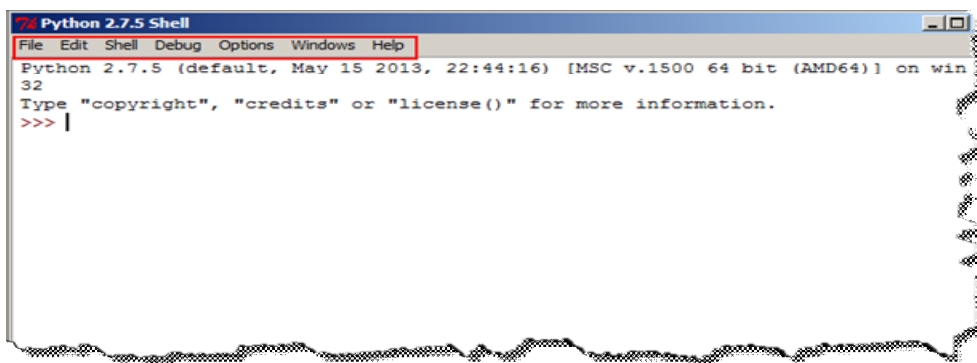 Python 2.7.5 Shell
File Edit Shell Debug Options Windows Help
Python 2.7.5 (default, May 15 2013, 22:44:16) [MSC v.1500 64 bit (AMD64)] on win
32
Type "copyright", "credits" or "license()" for more information.
>>>